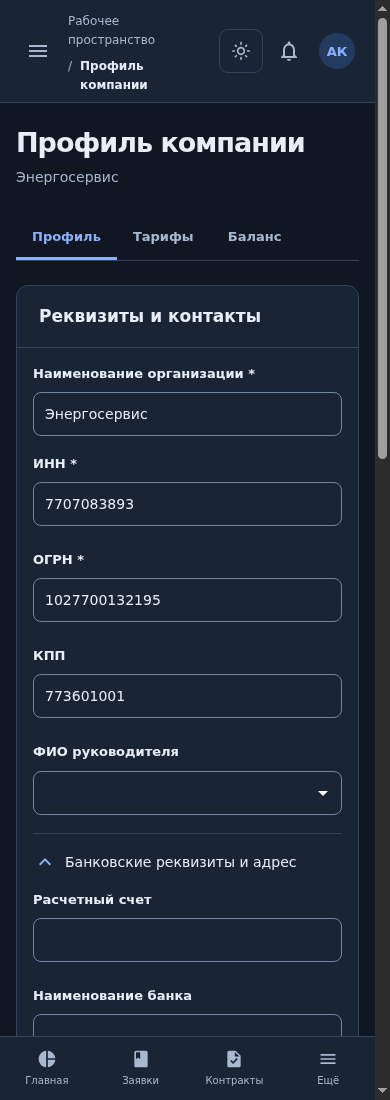 Рабочее
пространство
/ Профиль
компании
АК
Профиль компании
Энергосервис
Профиль Тарифы Баланс
Реквизиты и контакты
Наименование организации *
Энергосервис
ИНН *
7707083893
ОГРН *
1027700132195
КПП
773601001
ФИО руководителя
Банковские реквизиты и адрес
Расчетный счет
Наименование банка
Главная Заявки Контракты Ещё